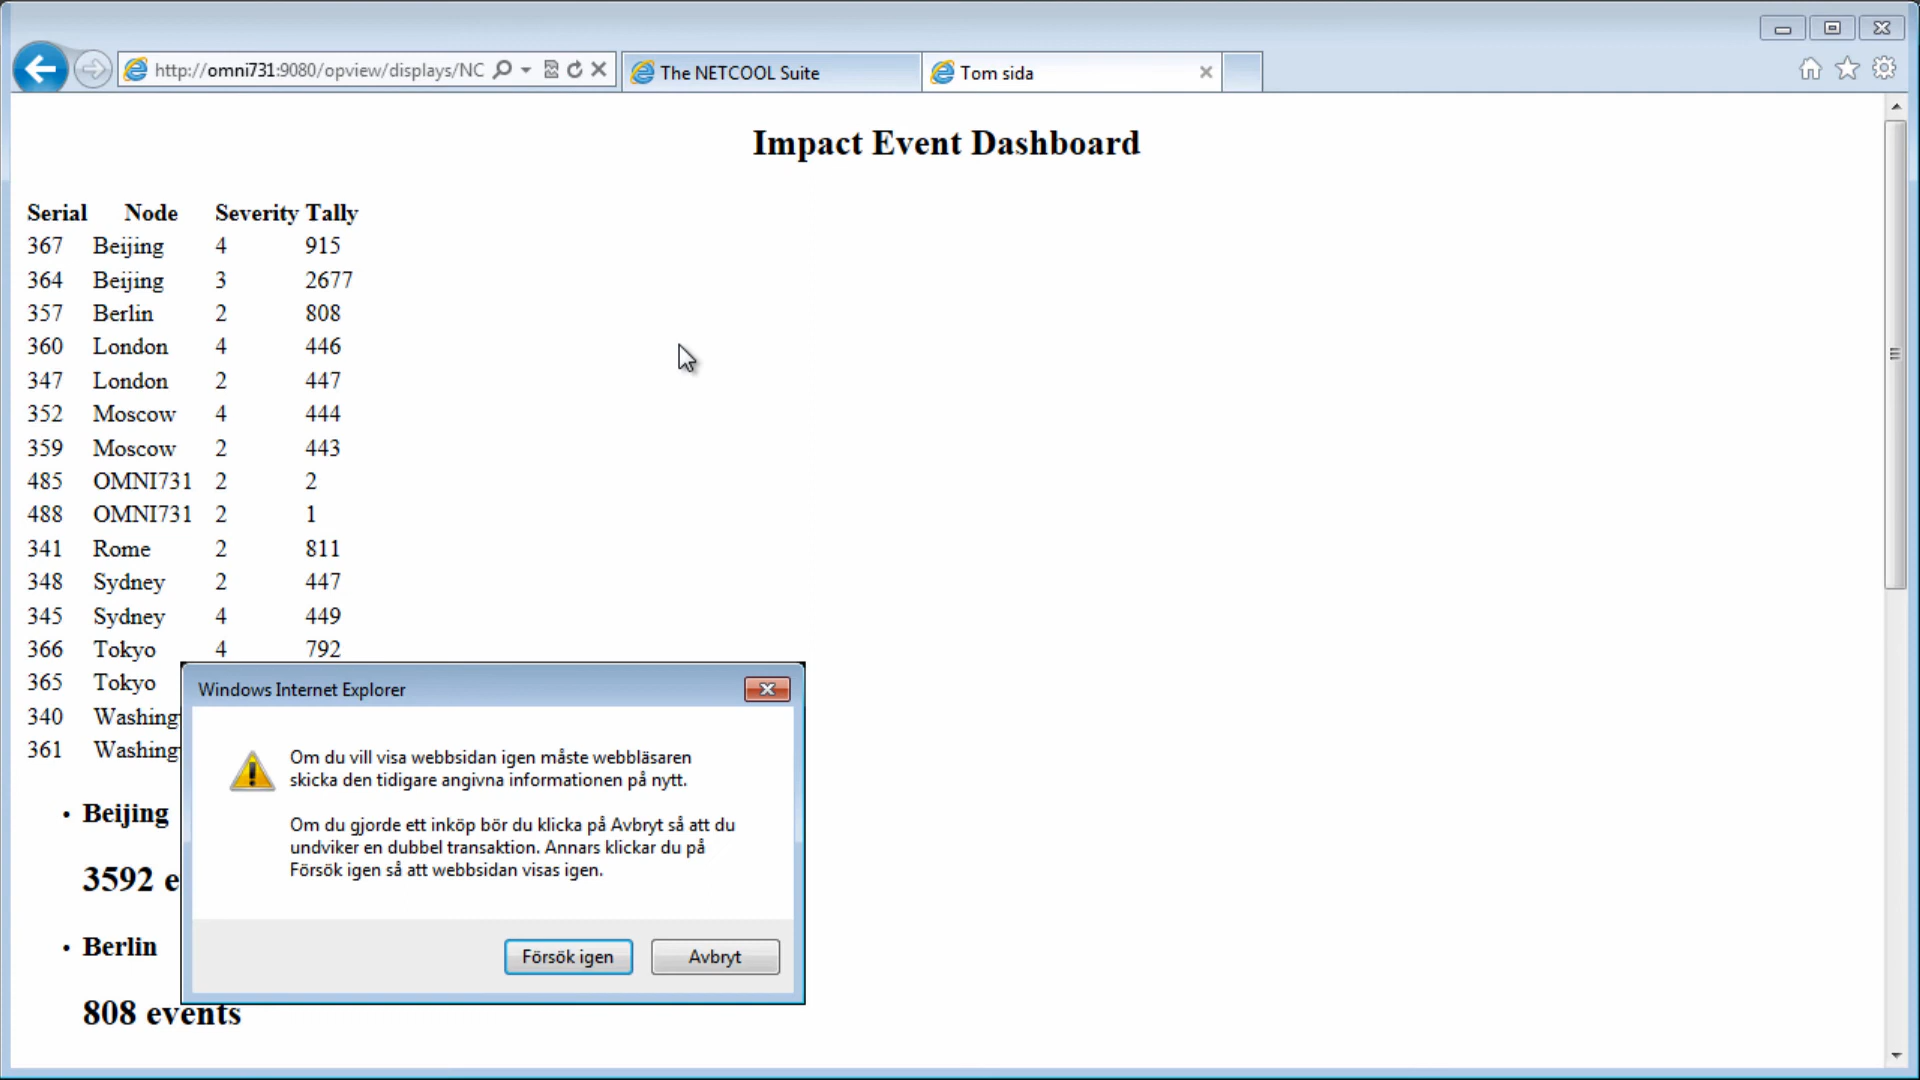 http://omni731:9080/opview/displays/NC
The NETCOOL Suite
Tom sida
Impact Event Dashboard
Serial Node Severity Tally
367 Beijing 4 915
364 Beijing 3 2677
357 Berlin 2 808
360 London 4 446
347 London 2 447
352 Moscow 4 444
359 Moscow 2 443
485 OMNI731 2 2
488 OMNI731 2 1
341 Rome 2 811
348 Sydney 2 447
345 Sydney 4 449
366 Tokyo 4 792
365 Tokyo
340 Washing
361 Washing
• Beijing
3592 e
• Berlin
808 events
Windows Internet Explorer
Om du vill visa webbsidan igen måste webbläsaren
skicka den tidigare angivna informationen på nytt.
Om du gjorde ett inköp bör du klicka på Avbryt så att du
undviker en dubbel transaktion. Annars klickar du på
Försök igen så att webbsidan visas igen.
Försök igen
Avbryt